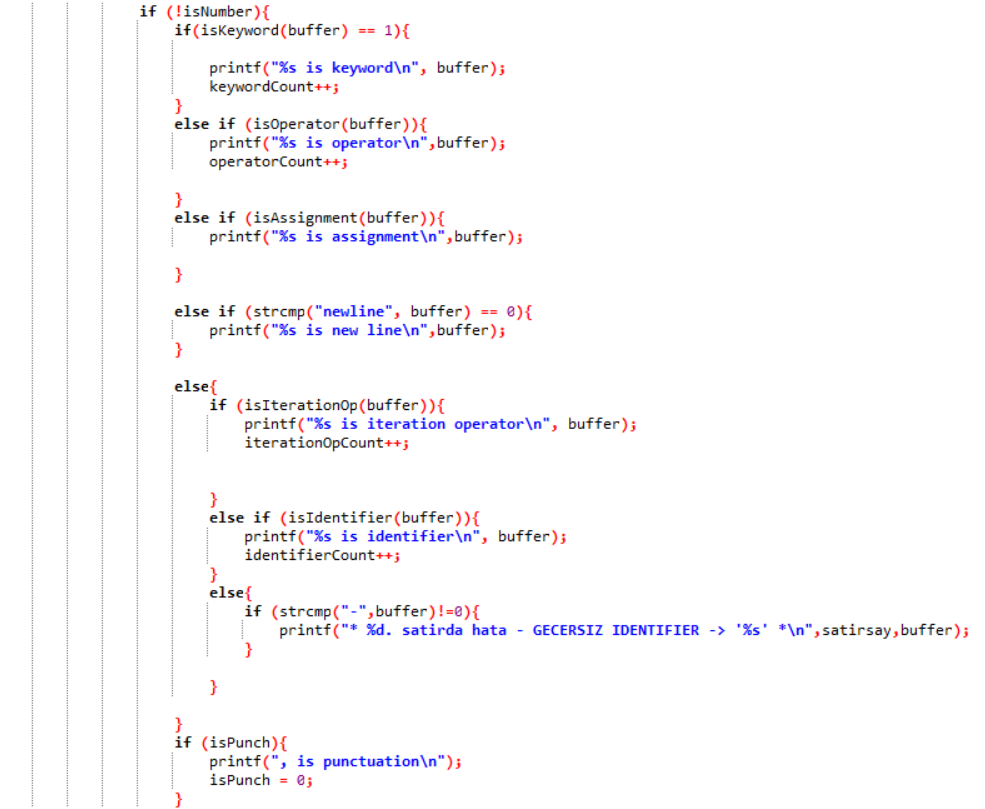 if (!isNumber){
if(isKeyword(buffer) == 1){
printf("%s is keyword\n", buffer);
keywordCount++;
}
else if (isOperator(buffer)){
printf("%s is operator\n",buffer);
operatorCount++;
}
else if (isAssignment(buffer)){
printf("%s is assignment\n",buffer);
}
else if (strcmp("newline", buffer) == 0){
printf("%s is new line\n",buffer);
}
else{
if (isIterationOp(buffer)){
printf("%s is iteration operator\n", buffer);
iterationOpCount++;
}
else if (isIdentifier(buffer)){
printf("%s is identifier\n", buffer);
identifierCount++;
}
else{
if (strcmp("-",buffer)!=0){
printf("* %d. satirda hata - GECERSIZ IDENTIFIER -> '%s' *\n",satirsay,buffer);
}
}
}
if (isPunch){
printf(", is punctuation\n");
isPunch = 0;
}